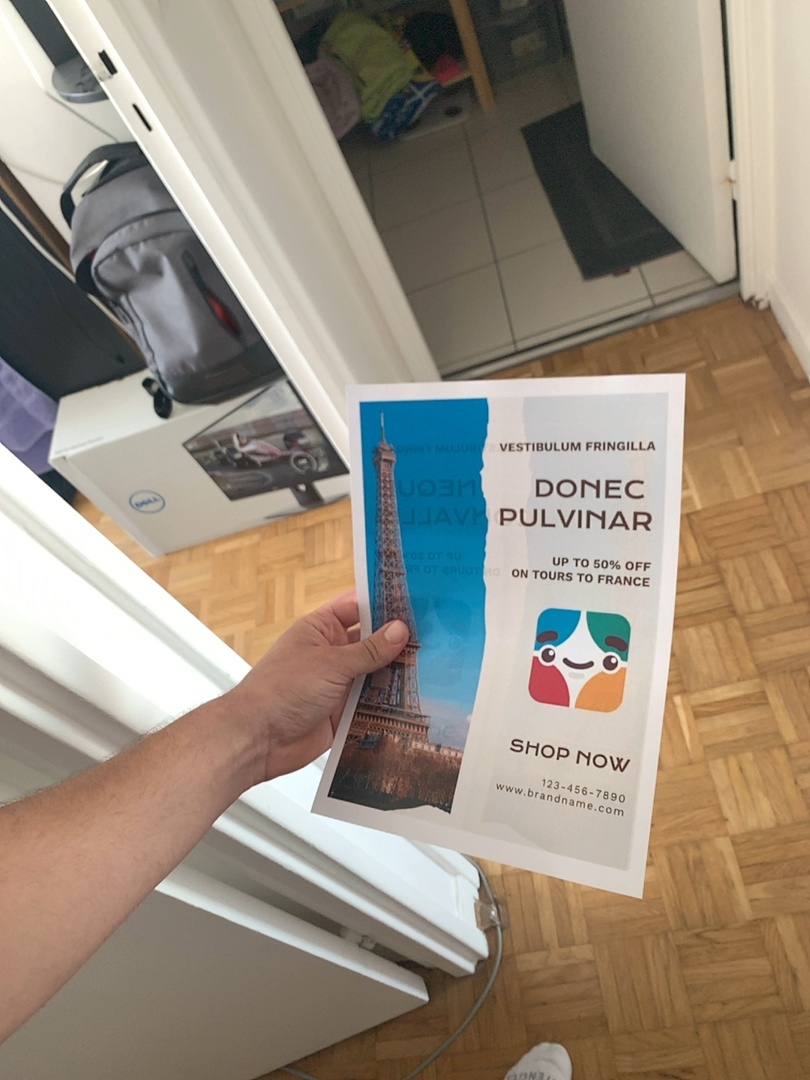 VESTIBULUM FRINGILLA
DONEC
PULVINAR
UP TO 50% OFF
ON TOURS TO FRANCE
SHOP NOW
123-456-7890
www.brandname.com
DELL